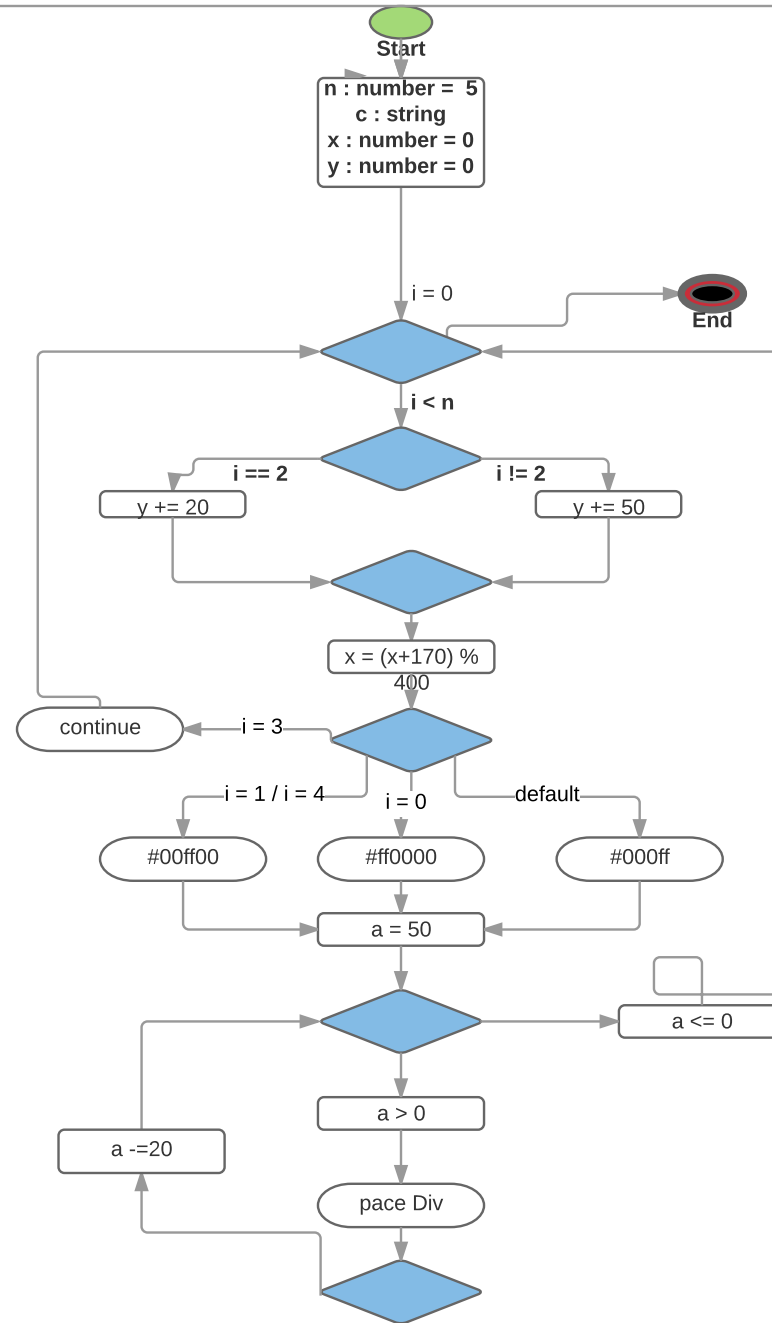 Start
n : number =  5
c : string
x : number = 0
y : number = 0
i = 0
End
i < n
i == 2
i != 2
y += 20
y += 50
x = (x+170) %
400
continue
i = 3
i = 1 / i = 4
i = 0
default
#00ff00
#ff0000
#000ff
a = 50
a <= 0
a > 0
a -=20
pace Div